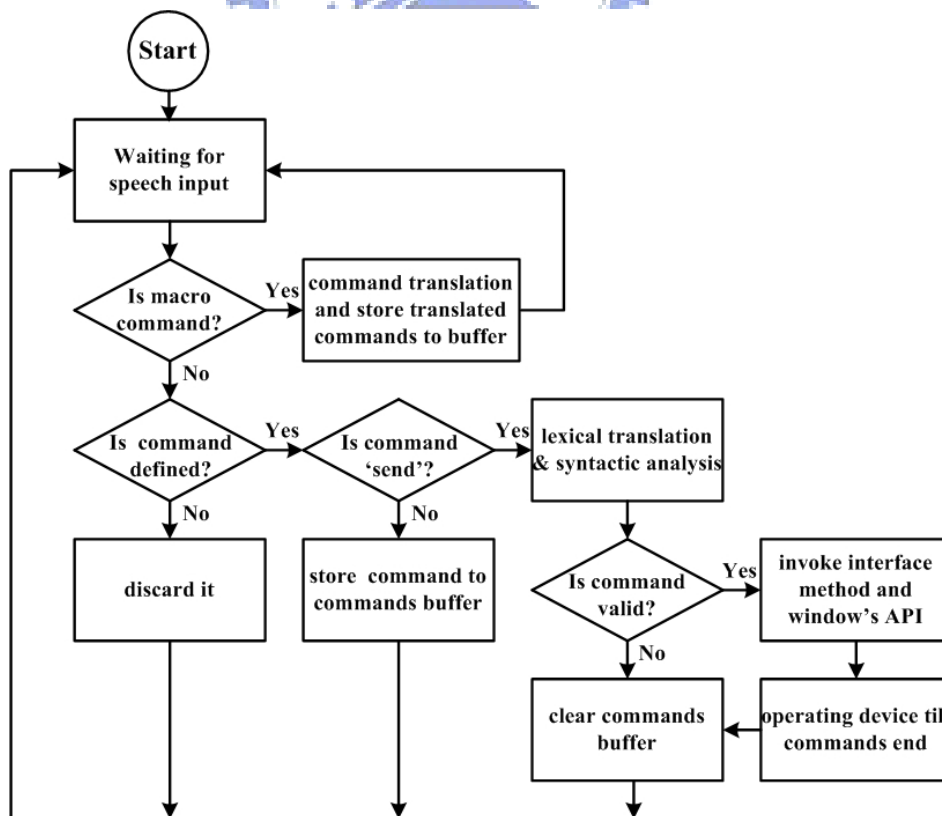 Start
Waiting for
speech input
Is macro
command?
Yes
command translation
and store translated
commands to buffer
No
Is command
defined?
Yes
Is command
‘send’?
Yes
lexical translation
& syntactic analysis
No
discard it
No
store command to
commands buffer
Is command
valid?
Yes
invoke interface
method and
window’s API
No
clear commands
buffer
operating device til
commands end